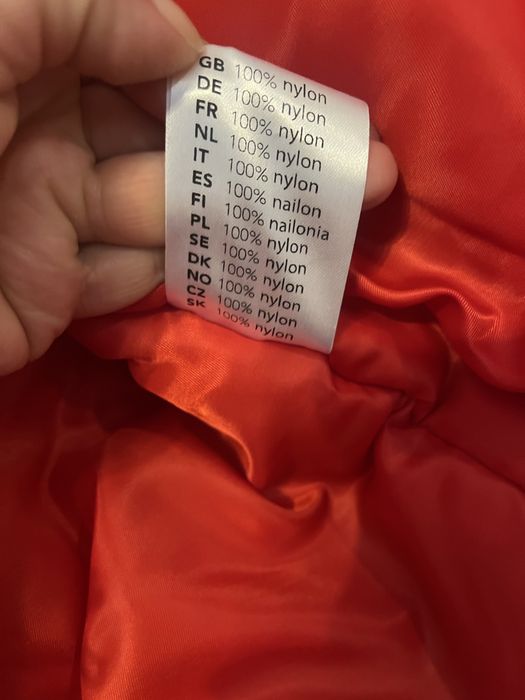 GB 100% nylon
DE 100% nylon
FR 100% nylon
NL 100% nylon
IT 100% nylon
ES 100% nailon
FI 100% nailonia
PL 100% nylon
SE 100% nylon
DK 100% nylon
NO 100% nylon
CZ 100% nylon
SK 100% nylon